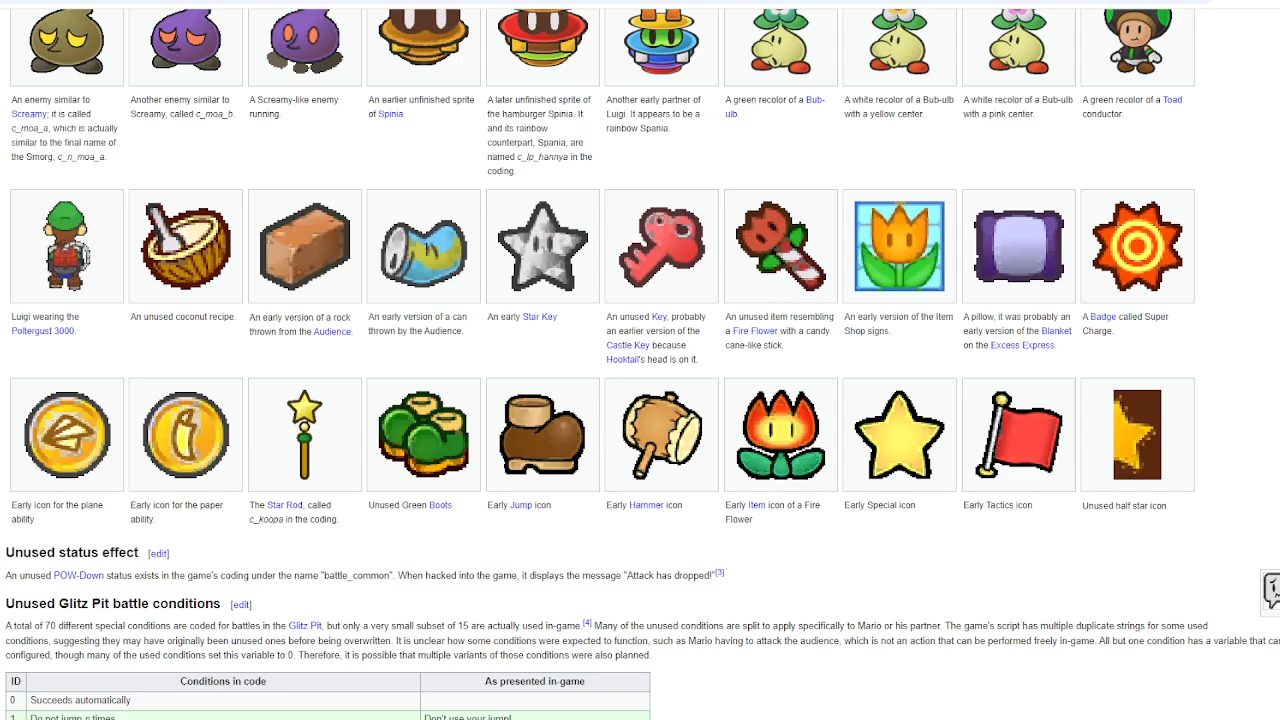 An enemy similar to
Screamy; it is called
c_moa_a, which is actually
similar to the final name of
the Smorg, c_n_moa_a.
Another enemy similar to
Screamy, called c_moa_b.
A Screamy-like enemy
running.
An earlier unfinished sprite
of Spinia
A later unfinished sprite of
the hamburger Spinia. It
and its rainbow
counterpart, Spania, are
named c_lp_hannya in the
coding.
Another early partner of
Luigi. It appears to be a
rainbow Spania.
A green recolor of a Bub-
ulb.
A white recolor of a Bub-ulb
with a yellow center.
A white recolor of a Bub-ulb
with a pink center.
A green recolor of a Toad
conductor.
Luigi wearing the
Poltergust 3000.
An unused coconut recipe.
An early version of a rock
thrown from the Audience.
An early version of a can
thrown by the Audience.
An early Star Key
An unused Key, probably
an earlier version of the
Castle Key because
Hooktail's head is on it.
An unused item resembling
a Fire Flower with a candy
cane-like stick.
An early version of the Item
Shop signs.
A pillow, it was probably an
early version of the Blanket
on the Excess Express.
A Badge called Super
Charge.
Early icon for the plane
ability
Early icon for the paper
ability.
The Star Rod, called
c_koopa in the coding.
Unused Green Boots
Early Jump icon
Early Hammer icon
Early Item icon of a Fire
Flower
Early Special icon
Early Tactics icon
Unused half star icon
Unused status effect [edit]
An unused POW-Down status exists in the game's coding under the name "battle_common". When hacked into the game, it displays the message "Attack has dropped!"[3]
Unused Glitz Pit battle conditions [edit]
A total of 70 different special conditions are coded for battles in the Glitz Pit, but only a very small subset of 15 are actually used in-game.[4] Many of the unused conditions are split to apply specifically to Mario or his partner. The game's script has multiple duplicate strings for some used
conditions, suggesting they may have originally been unused ones before being overwritten. It is unclear how some conditions were expected to function, such as Mario having to attack the audience, which is not an action that can be performed freely in-game. All but one condition has a variable that can
configured, though many of the used conditions set this variable to 0. Therefore, it is possible that multiple variants of those conditions were also planned.
ID Conditions in code As presented in-game
0 Succeeds automatically
1 Do not jump n times Don't use your jump!